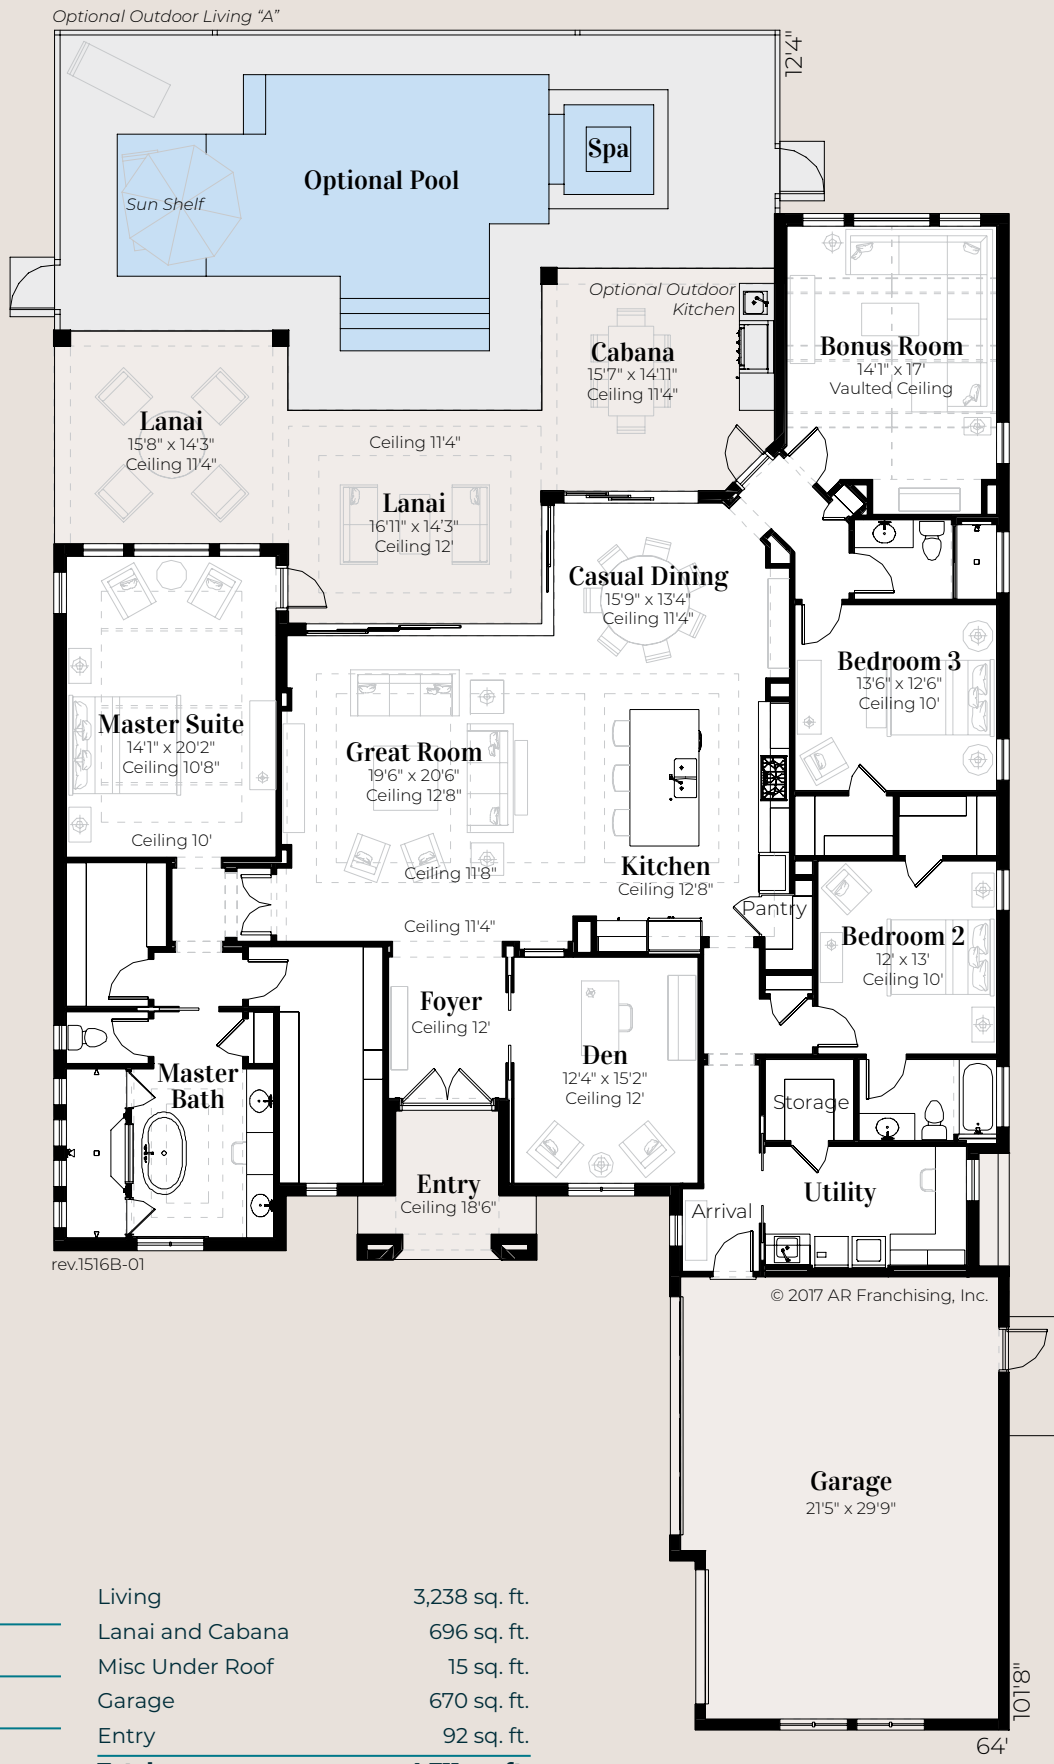 Optional Outdoor Living “A”
12'4"
Spa
Optional Pool
Sun Shelf
Optional Outdoor
Kitchen
Cabana
15'7" x 14'11"
Ceiling 11'4"
Bonus Room
14'1" x 17'
Vaulted Ceiling
Lanai
15'8" x 14'3"
Ceiling 11'4"
Ceiling 11'4"
Lanai
16'11" x 14'3"
Ceiling 12'
Casual Dining
15'9" x 13'4"
Ceiling 11'4"
Bedroom 3
13'6" x 12'6"
Ceiling 10'
Master Suite
14'1" x 20'2"
Ceiling 10'8"
Ceiling 10'
Great Room
19'6" x 20'6"
Ceiling 12'8"
Ceiling 11'8"
Ceiling 11'4"
Kitchen
Ceiling 12'8"
Pantry
Bedroom 2
12' x 13'
Ceiling 10'
Foyer
Ceiling 12'
Den
12'4" x 15'2"
Ceiling 12'
Master
Bath
Storage
Entry
Ceiling 18'6"
Arrival
Utility
rev.1516B-01
© 2017 AR Franchising, Inc.
Garage
21'5" x 29'9"
Living 3,238 sq. ft.
Lanai and Cabana 696 sq. ft.
Misc Under Roof 15 sq. ft.
Garage 670 sq. ft.
Entry 92 sq. ft.
101'8"
64'